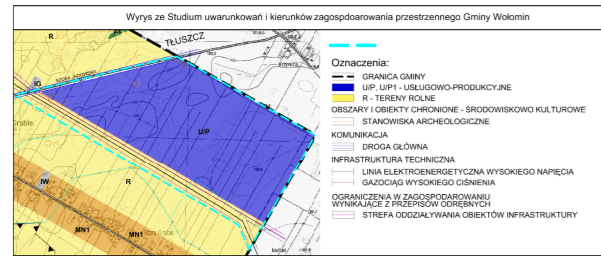 Wyrys ze Studium uwarunkowań i kierunków zagospodarowania przestrzennego Gminy Wołomin
R
TŁUSZCZ
IG
U/P
Grabie
R
IW
MN1
MN1
Oznaczenia:
GRANICA GMINY
U/P, U/P1 - USŁUGOWO-PRODUKCYJNE
R - TERENY ROLNE
OBSZARY I OBIEKTY CHRONIONE - ŚRODOWISKOWO KULTUROWE
STANOWISKA ARCHEOLOGICZNE
KOMUNIKACJA
DROGA GŁÓWNA
INFRASTRUKTURA TECHNICZNA
LINIA ELEKTROENERGETYCZNA WYSOKIEGO NAPIĘCIA
GAZOCIĄG WYSOKIEGO CIŚNIENIA
OGRANICZENIA W ZAGOSPODAROWANIU
WYNIKAJĄCE Z PRZEPISÓW ODRĘBNYCH
STREFA ODDZIAŁYWANIA OBIEKTÓW INFRASTRUKTURY